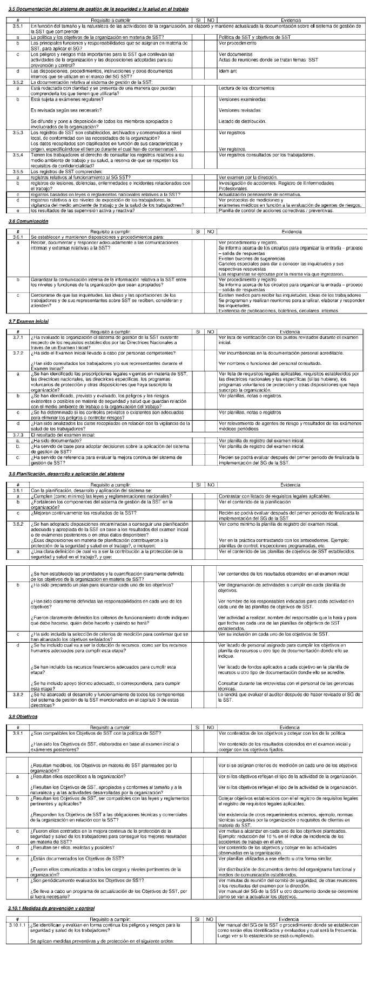 3.5 Documentación del sistema de gestión de la seguridad y la salud en el trabajo
# Requisito a cumplir SI NO Evidencia
3.5.1 En función del tamaño y la naturaleza de las actividades de la organización, se elaboró y mantiene actualizada la documentación sobre el sistema de gestión de
la SST que comprende:
a La política y los objetivos de la organización en materia de SST? Política de SST y objetivos de SST
b Las principales funciones y responsabilidades que se asignan en materia de Ver procedimiento
SST, para aplicar el SG?
c Los peligros y riesgos más importantes para la SST que conllevan las Ver documentos
actividades de la organización y las disposiciones adoptadas para su Actas de reuniones donde se tratan temas SST
prevención y control?
d Las disposiciones, procedimientos, instrucciones y otros documentos Idem ant
internos que se utilizan en el marco del SG SST?
3.5.2 La documentación relativa al sistema de gestión de la SST:
a Está redactada con claridad y se presenta de una manera que puedan Lectura de los documentos
comprenderla los que tienen que utilizarla?
b Está sujeta a exámenes regulares? Versiones examinadas
Es revisada según sea necesario? Versiones revisadas
Se difunde y pone a disposición de todos los miembros apropiados o Listado de distribución.
involucrados de la organización?
3.5.3 Los registros de SST son establecidos, archivados y conservados a nivel Ver registros
local, de conformidad con las necesidades de la organización?
Los datos recopilados son clasificados en función de sus características y
origen, especificándose el tiempo durante el cual han de conservarse?. Ver registros.
3.5.4 Tienen los trabajadores el derecho de consultar los registros relativos a su Ver registros consultados por los trabajadores.
medio ambiente de trabajo y su salud, a reserva de que se respeten los
requisitos de confidencialidad?
3.5.5 Los registros de SST comprenden:
a registros relativos al funcionamiento al SG SST? Ver examen por la dirección.
b registros de lesiones, dolencias, enfermedades e incidentes relacionados con Investigación de accidentes. Registro de Enfermedades
el trabajo? Profesionales.
c registros basados en leyes o reglamentos nacionales relativos a la SST? Actualización permanente de normativa.
d registros relativos a los niveles de exposición de los trabajadores, la Ver protocolos de mediciones y
vigilancia del medio ambiente de trabajo y de la salud de los trabajadores? exámenes médicos en función a la evaluación de agentes de riesgos.
e los resultados de las supervisión activa y reactiva? Planilla de control de acciones correctivas / preventivas.
3.6 Comunicación
# Requisito a cumplir: SI NO Evidencia
3.6.1 Se establecen y mantienen disposiciones y procedimientos para:
a Recibir, documentar y responder adecuadamente a las comunicaciones Ver procedimiento y registro.
internas y externas relativas a la SST? Se informa acerca de los circuitos para organizar la entrada – proceso
– salida de respuestas
Existen buzones de sugerencias
Carteles especiales para dar a conocer las inquietudes y sus
respectivas respuestas
Las respuestas se ejecutan por la misma vía que ingresaron.
b Garantizar la comunicación interna de la información relativa a la SST entre Ver procedimiento y registro
los niveles y funciones de la organización que sean apropiados? Se informa acerca de los circuitos para organizar la entrada – proceso
– salida de respuestas
c Cerciorarse de que las inquietudes, las ideas y las aportaciones de los Existen medios para recibir las inquietudes, ideas de los trabajadores
trabajadores y de sus representantes sobre SST se reciben, consideran y Se programan y realizan reuniones para analizar, elaborar y responder
atienden? las inquietudes.
Existencia de publicaciones, boletines, circulares internas
3.7 Examen Inicial
# Requisito a cumplir: SI NO Evidencia
3.7.1 ¿Ha evaluado la organización el sistema de gestión de la SST existente Ver lista de verificación con los puntos revisados durante el examen
respecto de los requisitos establecidos por las Directrices Nacionales a inicial.
través de un Examen Inicial?
3.7.2 ¿Ha sido el Examen Inicial llevado a cabo por personas competentes? Ver incumbencias en la documentación personal acreditable.
¿Han sido consultados los trabajadores y/o sus representantes durante el Ver nombres o funciones del personal consultado.
Examen Inicial?
a ¿Se han identificado las prescripciones legales vigentes en materia de SST, Ver lista de requisitos legales aplicables, requisitos establecidos por
las directrices nacionales, las directrices específicas, los programas las directrices nacionales y las específicas (si las hubiere), los
voluntarios de protección y otras disposiciones que haya suscripto la programas voluntarios de protección y otras disposiciones que haya
organización? suscripto la organización.
b ¿Se han identificado, previsto y evaluado, los peligros y los riesgos Ver planillas, notas o registros.
existentes o posibles en materia de seguridad y salud que guardan relación
con el medio ambiente de trabajo o la organización del trabajo?
c ¿Se ha determinado si los controles previstos o existentes son adecuados Ver planillas, notas o registros
para eliminar los peligros o controlar riesgos?
d ¿Han sido analizados los datos recopilados en relación con la vigilancia de la Ver relevamiento de agentes de riesgo y resultados de los exámenes
salud de los trabajadores? médicos periódicos
3.7.3 El resultado del examen inicial:
a. ¿Ha sido documentado? Ver planilla de registro del examen inicial.
b. ¿Ha servido de base para adoptar decisiones sobre la aplicación del sistema Ver planilla de registro del examen inicial.
de gestión de SST?
c. ¿Ha servido de referencia para evaluar la mejora continua del sistema de Recién se podrá evaluar después del primer período de finalizada la
gestión de SST? implementación del SG de la SST.
3.8 Planificación, desarrollo y aplicación del sistema
# Requisito a cumplir: SI NO Evidencia
3.8.1 Con la planificación, desarrollo y aplicación del sistema se:
a ¿Cumplen (como mínimo) las leyes y reglamentaciones nacionales? Contrastar con listado de requisitos legales aplicables.
b ¿Fortalecen los componentes del sistema de gestión de la SST en la Ver el contenido de la planificación
organización?
c ¿Mejoran continuamente los resultados de la SST? Recién se podrá evaluar después del primer período de finalizada la
implementación del SG de la SST
3.8.2 ¿Se han adoptado disposiciones encaminadas a conseguir una planificación Ver como mínimo la planilla de registro del examen inicial.
adecuada y apropiada de la SST en base a los resultados del examen inicial
o de exámenes posteriores o en otros datos disponibles?
¿Esas disposiciones en materia de planificación contribuyeron a la Ver en la práctica contrastando con los antecedentes. Ejemplo:
protección de la seguridad y salud en el trabajo?, e incluyen: planillas de control, inspecciones programadas, etc.
a ¿Una clara definición de cual va a ser la contribución a la protección de la Ver el contenido de las planillas de objetivos de SST establecidos.
seguridad y salud en el trabajo?, y que:
¿Se han establecido las prioridades y la cuantificación claramente definida Ver contenidos de los resultados obtenidos en el examen inicial
de los objetivos de la organización en materia de SST?
b ¿Ha sido preparado un plan para alcanzar cada uno de los objetivos? Ver diagramación de actividades a cumplir en cada planilla de
objetivos.
¿Han sido claramente definidas las responsabilidades en cada uno de los Ver nombre de los responsables indicados para cada actividad en
objetivos? cada una de las planillas de objetivos de SST.
¿Fueron claramente definidos los criterios de funcionamiento donde indiquen Ver actividad a realizar, nombre del responsable que la hará y para
que debe hacerse, quién debe hacerlo y cuándo se hará? que fecha en cada una de las planillas de objetivos de SST
establecidos.
c ¿Ha sido incluida la selección de criterios de medición para confirmar que se Ver su inclusión en cada uno de los objetivos de SST.
han alcanzado los objetivos señalados?
d ¿Se ha incluido cual va a ser la dotación de recursos, como ser los recursos Ver listado de personal asignado para cumplir los objetivos en
humanos adecuados para cumplir esta etapa? planilla de recursos u otro tipo de documentación donde ello se
indique.
¿Se han incluido los recursos financieros adecuados para cumplir esta Ver listado de fondos aplicados a cada objetivo en la planilla de
etapa? recursos u otro tipo de documentación donde ello se acredite.
¿Se ha incluido apoyo técnico adecuado, si correspondiera, para cumplir Consultar durante las entrevistas con el personal de las gerencias
esta etapa? técnicas.
3.8.2 ¿Se ha abarcado el desarrollo y funcionamiento de todos los componentes Lo tendrá que evaluar el auditor después de haber revisado el SG de
del sistema de gestión de la SST mencionados en el capítulo 3 de estas la SST.
directrices?
3.9 Objetivos
# Requisito a cumplir: SI NO Evidencia
3.9.1 ¿Son compatibles los Objetivos de SST con la política de SST? Ver contenidos de los objetivos y cotejar con los de la política
¿Han sido los Objetivos de SST, elaborados en base al examen inicial o Ver contenido de los resultados obtenidos en el examen inicial y
exámenes posteriores? cotejar con los objetivos fijados.
¿Resultan medibles, los Objetivos en materia de SST planteados por la Ver si se asignan criterios de medición en cada uno de los objetivos
organización?
a ¿Resultan ellos específicos a la organización? Ver si los objetivos reflejan el tipo de la actividad de la organización.
¿Resultan los Objetivos de SST, apropiados y conformes al tamaño y a la Ver si los objetivos reflejan el tipo de la actividad de la organización.
naturaleza y a las actividades desarrolladas por la organización?
b ¿Resultan los Objetivos de SST, ser compatibles con las leyes y reglamentos Cotejar objetivos establecidos con el el registro de requisitos legales
pertinentes y aplicables? el registro de requisitos legales aplicables.
¿Responden los Objetivos de SST a las obligaciones técnicas y comerciales Ver existencia de otros requerimientos externos, ejemplo, normas
de la organización en relación con la SST? técnicas seguidas por la organización o requisitos de clientes en
materia de SST.
c ¿Fueron ellos centrados en la mejora continua de la protección de la Ver metas a alcanzar en cada uno de los objetivos planteados.
seguridad y salud de los trabajadores para conseguir los mejores resultados Ejemplo: reducción del 10 % en el índice de incidencia de los
en materia de SST? accidentes de trabajo en el año.
d ¿Resultan ser ellos, realistas y posibles? Ver contenido de los objetivos y cotejar en las actividades
observadas en la organización.
e ¿Están documentados los Objetivos de SST? Ver planillas utilizadas a ese efecto u otra forma similar.
¿Fueron ellos comunicados a todos los cargos y niveles pertinentes de la Ver distribución de documentos dentro del organigrama funcional y
organización? medios de comunicación establecidos.
f ¿Son periódicamente evaluados los Objetivos de SST? Ver minutas de reunión del comité de seguridad, de otras reuniones
o los resultados del examen por la dirección.
¿Se lleva a cabo un programa de actualización de los Objetivos de SST, por Ver manual del SG de la SST u otro documento donde se determine
si fuera necesario? como se van a actualizar los objetivos.
3.10.1 Medidas de prevención y control
# Requisito a cumplir: SI NO Evidencia
3.10.1.1 ¿Se identifican y evalúan en forma continua los peligros y riesgos para la Ver manual del SG de la SST o procedimiento donde se establezcan
seguridad y salud de los trabajadores? como serán ellos identificados y evaluados y cual será la frecuencia.
Luego ver si lo establecido se está cumpliendo.
Se aplican medidas preventivas y de protección en el siguiente orden: